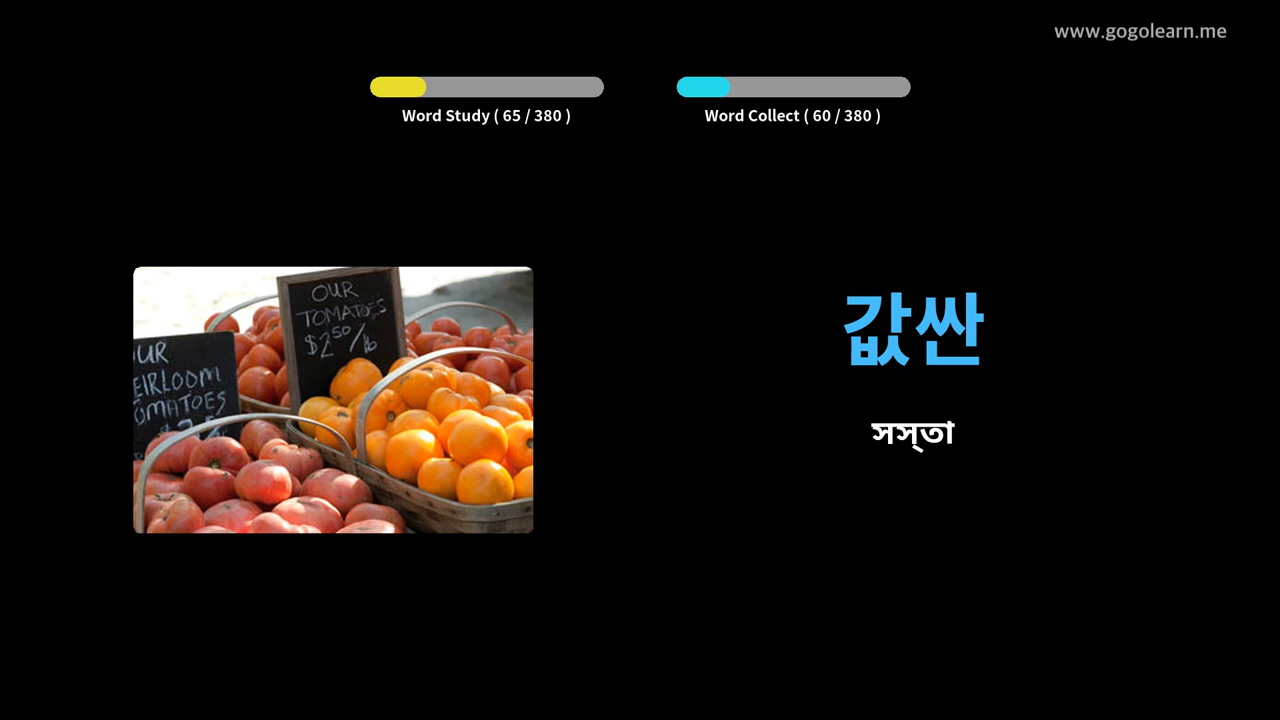 www.gogolearn.me
Word Study ( 65 / 380 )
Word Collect ( 60 / 380 )
OUR
TOMATOES
$2.50/lb
UR
EIRLOOM
OMATOES
값싼
সস্তা